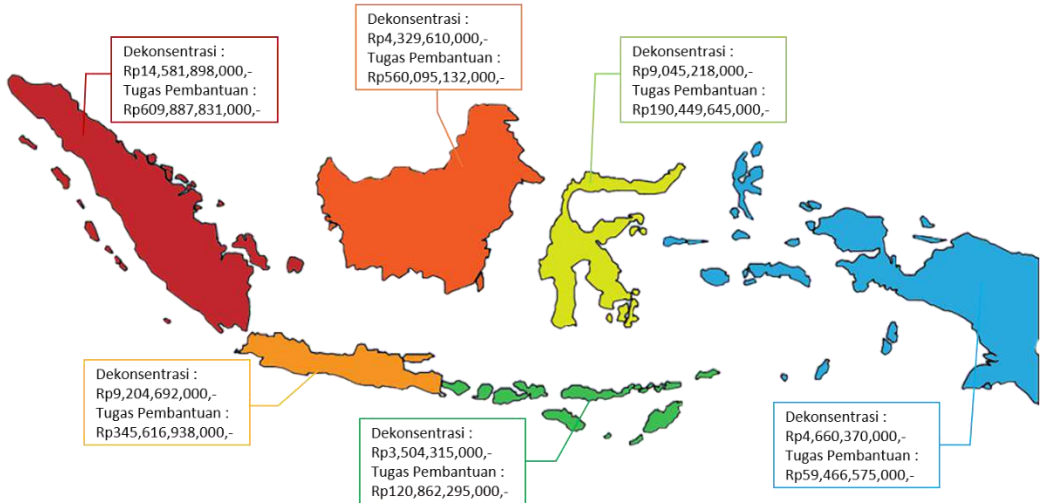 Dekonsentrasi :
Rp14,581,898,000,-
Tugas Pembantuan :
Rp609,887,831,000,-
Dekonsentrasi :
Rp4,329,610,000,-
Tugas Pembantuan :
Rp560,095,132,000,-
Dekonsentrasi :
Rp9,045,218,000,-
Tugas Pembantuan :
Rp190,449,645,000,-
Dekonsentrasi :
Rp9,204,692,000,-
Tugas Pembantuan :
Rp345,616,938,000,-
Dekonsentrasi :
Rp3,504,315,000,-
Tugas Pembantuan :
Rp120,862,295,000,-
Dekonsentrasi :
Rp4,660,370,000,-
Tugas Pembantuan :
Rp59,466,575,000,-